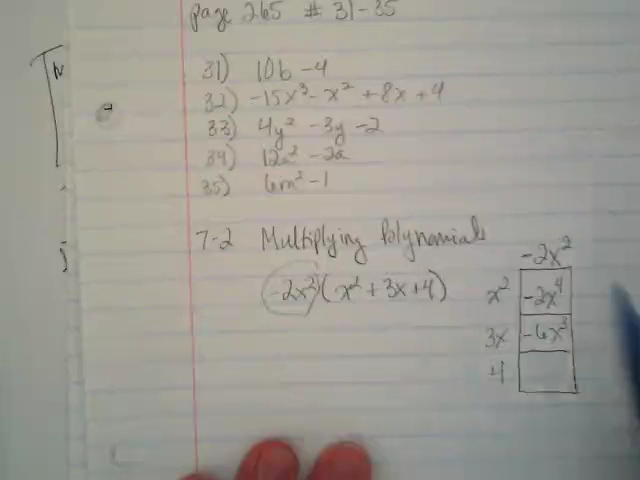 page 265 # 31-35
31) 10b - 4
32) -15x³ - x² + 8x + 4
33) 4y² - 3y - 2
34) 12a² - 2a
35) 6m² - 1
7-2 Multiplying Polynomials
-2x²(x² + 3x + 4)
-2x²
x² -2x⁴
3x -6x³
+4